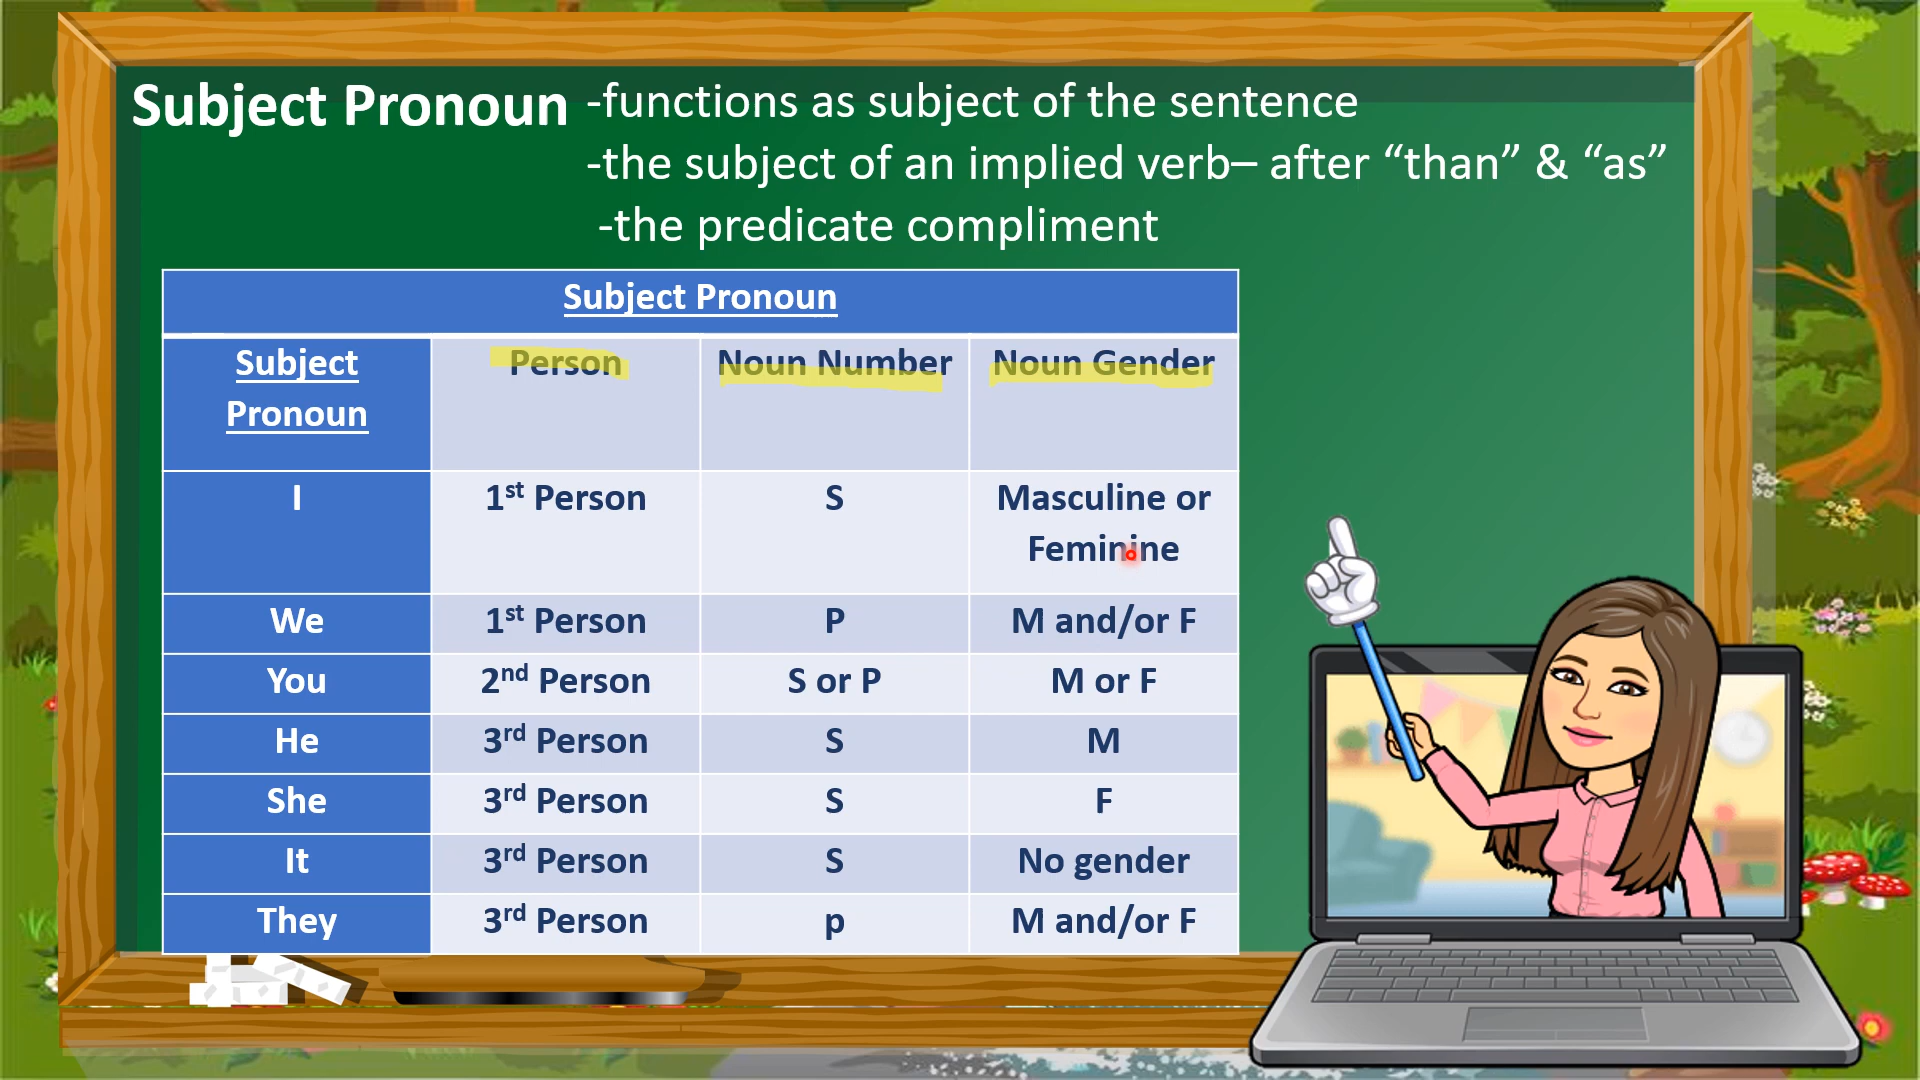 Subject Pronoun -functions as subject of the sentence
-the subject of an implied verb– after “than” & “as”
-the predicate compliment
Subject Pronoun
Subject Pronoun Person Noun Number Noun Gender
I 1st Person S Masculine or Feminine
We 1st Person P M and/or F
You 2nd Person S or P M or F
He 3rd Person S M
She 3rd Person S F
It 3rd Person S No gender
They 3rd Person p M and/or F